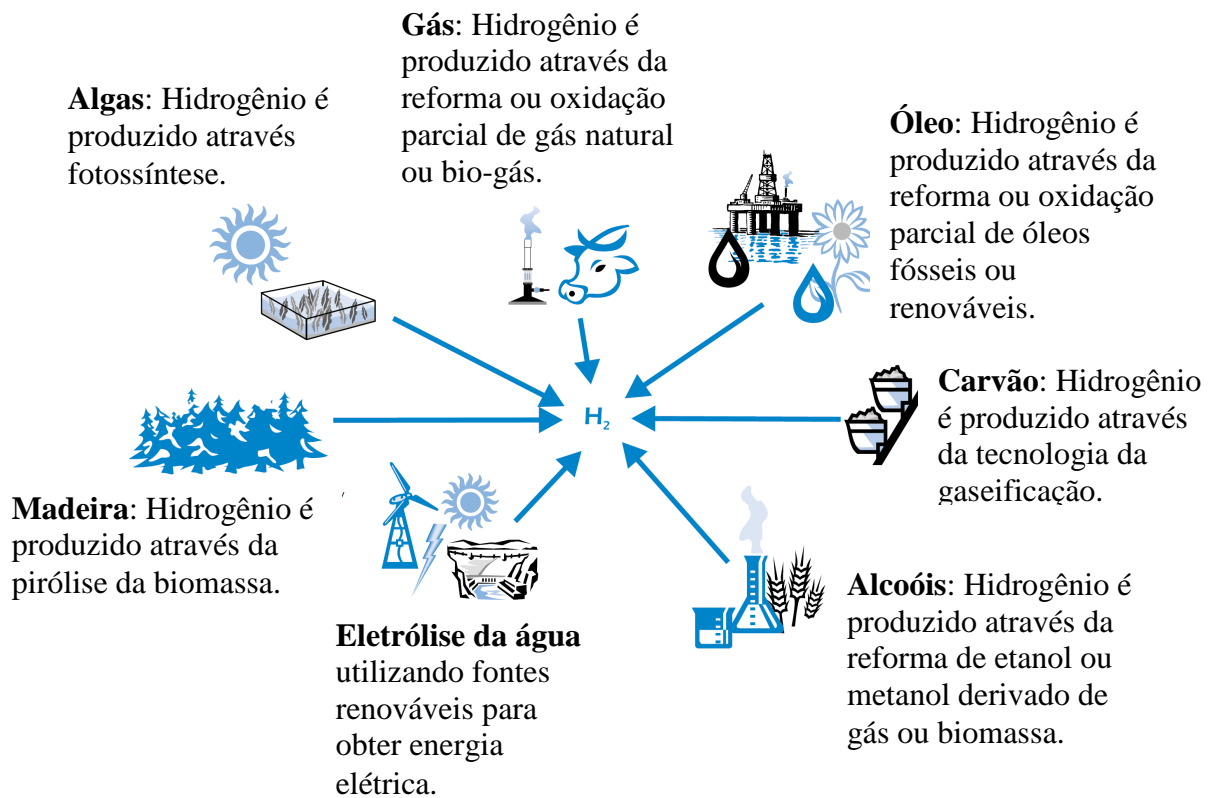 Gás: Hidrogênio é
produzido através da
reforma ou oxidação
parcial de gás natural
ou bio-gás.
Algas: Hidrogênio é
produzido através
fotossíntese.
Óleo: Hidrogênio é
produzido através da
reforma ou oxidação
parcial de óleos
fósseis ou
renováveis.
H₂
Carvão: Hidrogênio
é produzido através
da tecnologia da
gaseificação.
Madeira: Hidrogênio é
produzido através da
pirólise da biomassa.
Alcoóis: Hidrogênio é
produzido através da
reforma de etanol ou
metanol derivado de
gás ou biomassa.
Eletrólise da água
utilizando fontes
renováveis para
obter energia
elétrica.